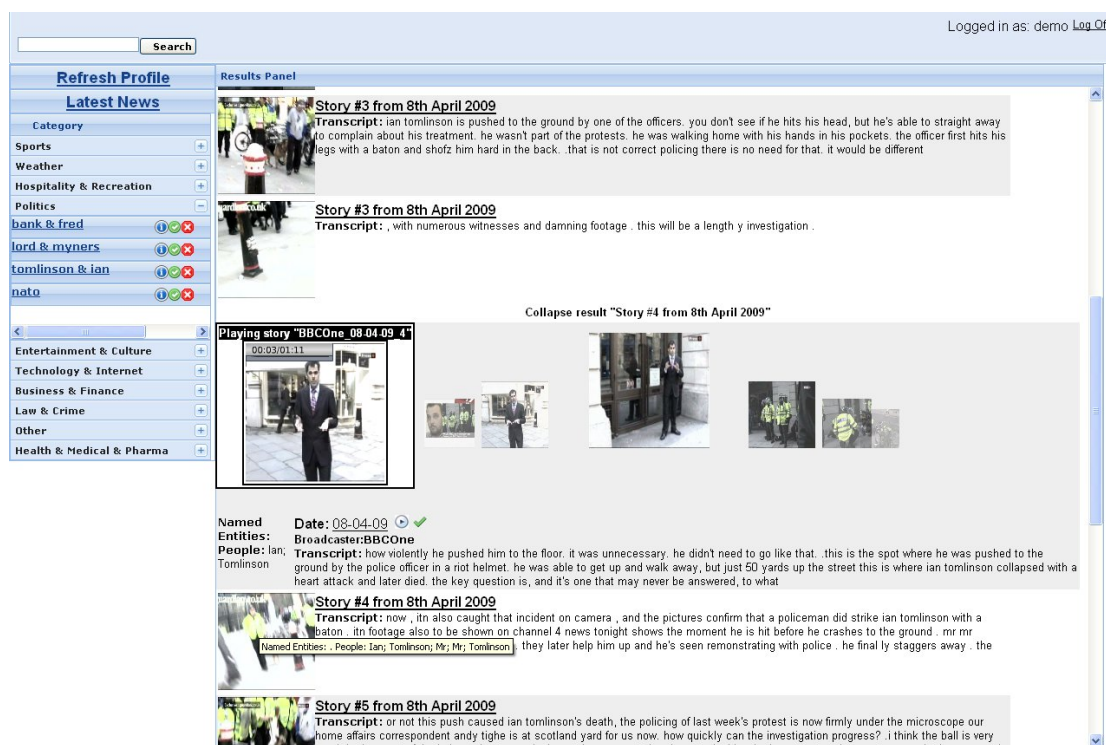 Logged in as: demo Log Of
Search
Refresh Profile
Latest News
Category
Sports
Weather
Hospitality & Recreation
Politics
bank & fred
lord & myners
tomlinson & ian
nato
Entertainment & Culture
Technology & Internet
Business & Finance
Law & Crime
Other
Health & Medical & Pharma
Results Panel
Story #3 from 8th April 2009
Transcript: ian tomlinson is pushed to the ground by one of the officers. you don't see if he hits his head, but he's able to straight away
to complain about his treatment. he wasn't part of the protests. he was walking home with his hands in his pockets. the officer first hits his
legs with a baton and shofz him hard in the back. .that is not correct policing there is no need for that. it would be different
Story #3 from 8th April 2009
Transcript: , with numerous witnesses and damning footage . this will be a length y investigation .
Collapse result "Story #4 from 8th April 2009"
Playing story "BBCOne_08-04-09_4"
00:03/01:11
Named
Entities:
People: Ian;
Tomlinson
Date: 08-04-09
Broadcaster:BBCOne
Transcript: how violently he pushed him to the floor. it was unnecessary. he didn't need to go like that. .this is the spot where he was pushed to the
ground by the police officer in a riot helmet. he was able to get up and walk away, but just 50 yards up the street this is where ian tomlinson collapsed with a
heart attack and later died. the key question is, and it's one that may never be answered, to what
Story #4 from 8th April 2009
Transcript: now , itn also caught that incident on camera , and the pictures confirm that a policeman did strike ian tomlinson with a
baton . itn footage also to be shown on channel 4 news tonight shows the moment he is hit before he crashes to the ground . mr mr
Named Entities: . People: Ian; Tomlinson; Mr; Mr; Tomlinson
. they later help him up and he's seen remonstrating with police . he final ly staggers away . the
Story #5 from 8th April 2009
Transcript: or not this push caused ian tomlinson's death, the policing of last week's protest is now firmly under the microscope our
home affairs correspondent andy tighe is at scotland yard for us now. how quickly can the investigation progress? .i think the ball is very